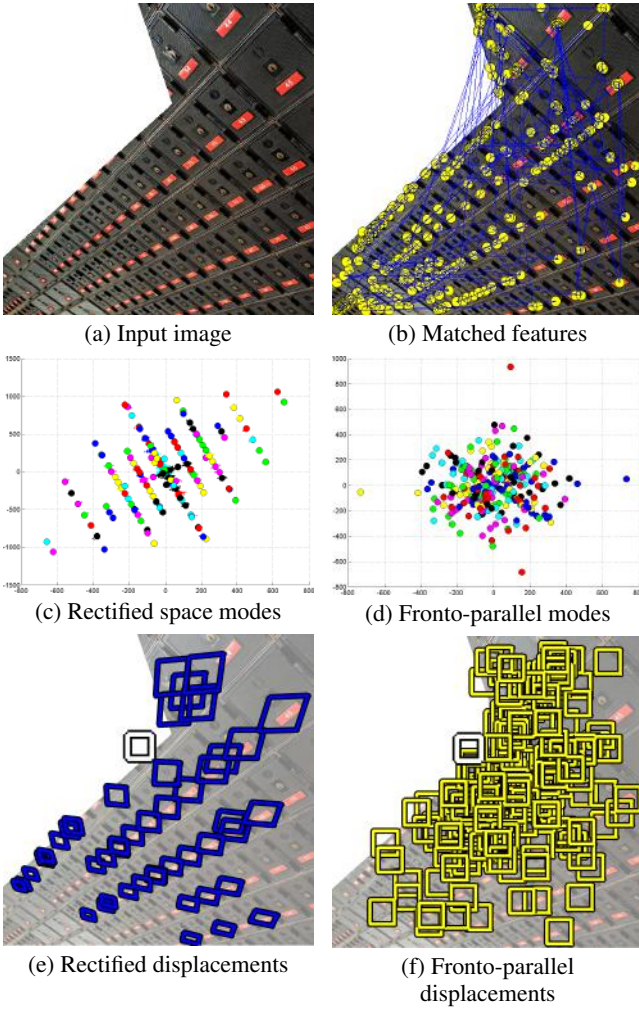 (a) Input image
(b) Matched features
1500
1000
500
0
-500
-1000
-1500
-800 -600 -400 -200 0 200 400 600 800
(c) Rectified space modes
1000
800
600
400
200
0
-200
-400
-600
-800
-800 -600 -400 -200 0 200 400 600 800
(d) Fronto-parallel modes
(e) Rectified displacements
(f) Fronto-parallel
displacements